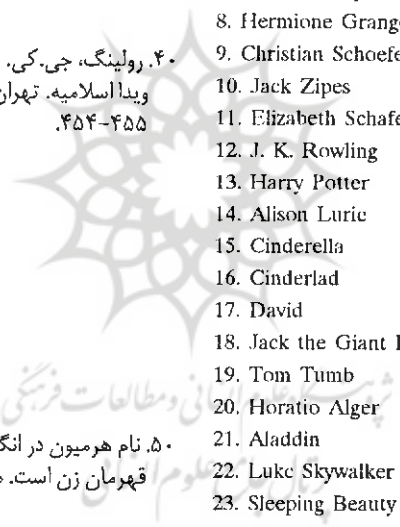 ۴۰. رولینگ، جی.کی.
ویدا اسلامیه. تهران
۴۵۴-۴۵۵.
۵۰. نام هرمیون در انگ
قهرمان زن است.
8. Hermione Grang
9. Christian Schoefe
10. Jack Zipes
11. Elizabeth Schafe
12. J. K. Rowling
13. Harry Potter
14. Alison Luric
15. Cinderella
16. Cinderlad
17. David
18. Jack the Giant
19. Tom Tumb
20. Horatio Alger
21. Aladdin
22. Luke Skywalker
23. Sleeping Beauty